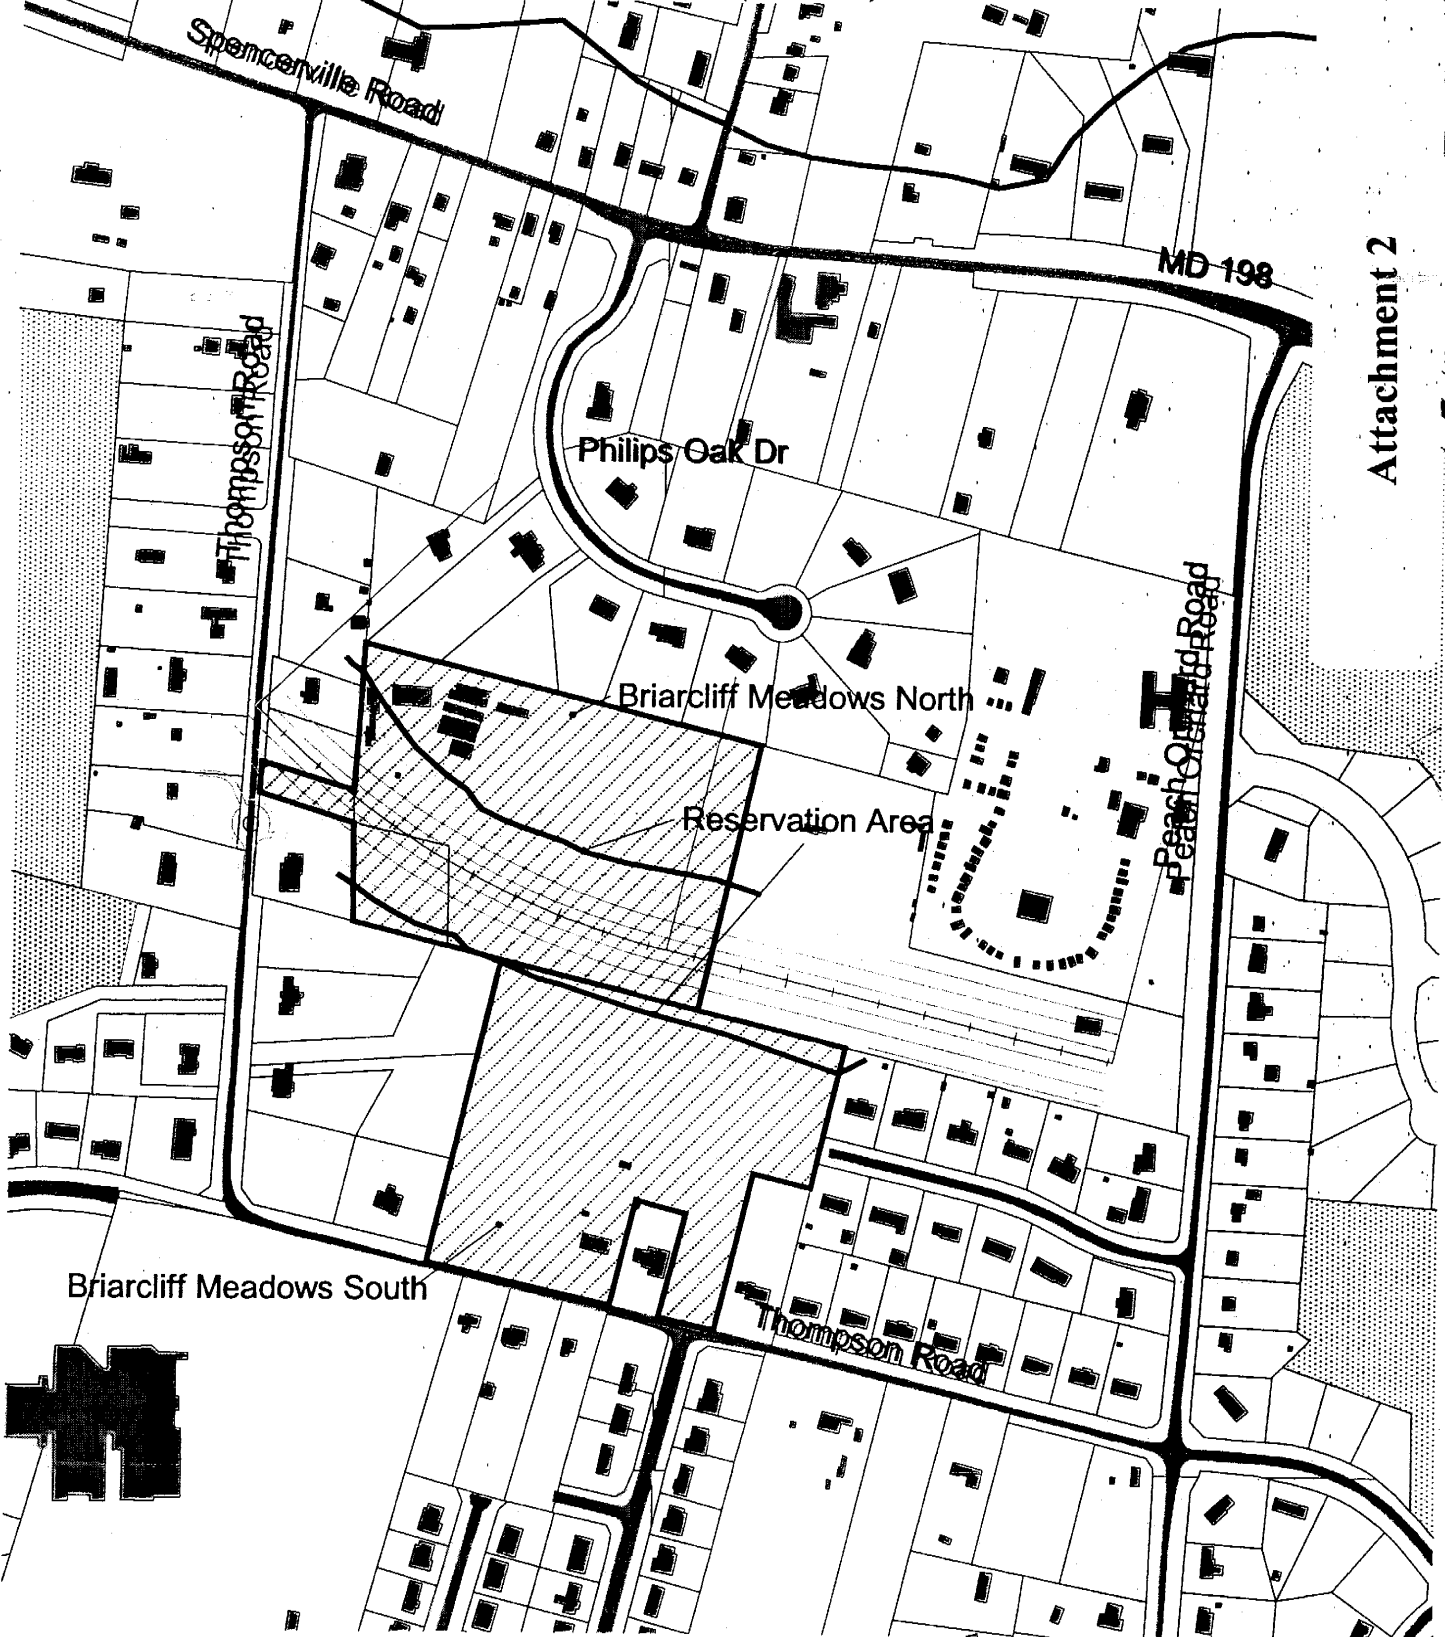 Spencerville Road
MD 198
Attachment 2
Thompson Road
Philips Oak Dr
Peach Orchard Road
Briarcliff Meadows North
Reservation Area
Briarcliff Meadows South
Thompson Road